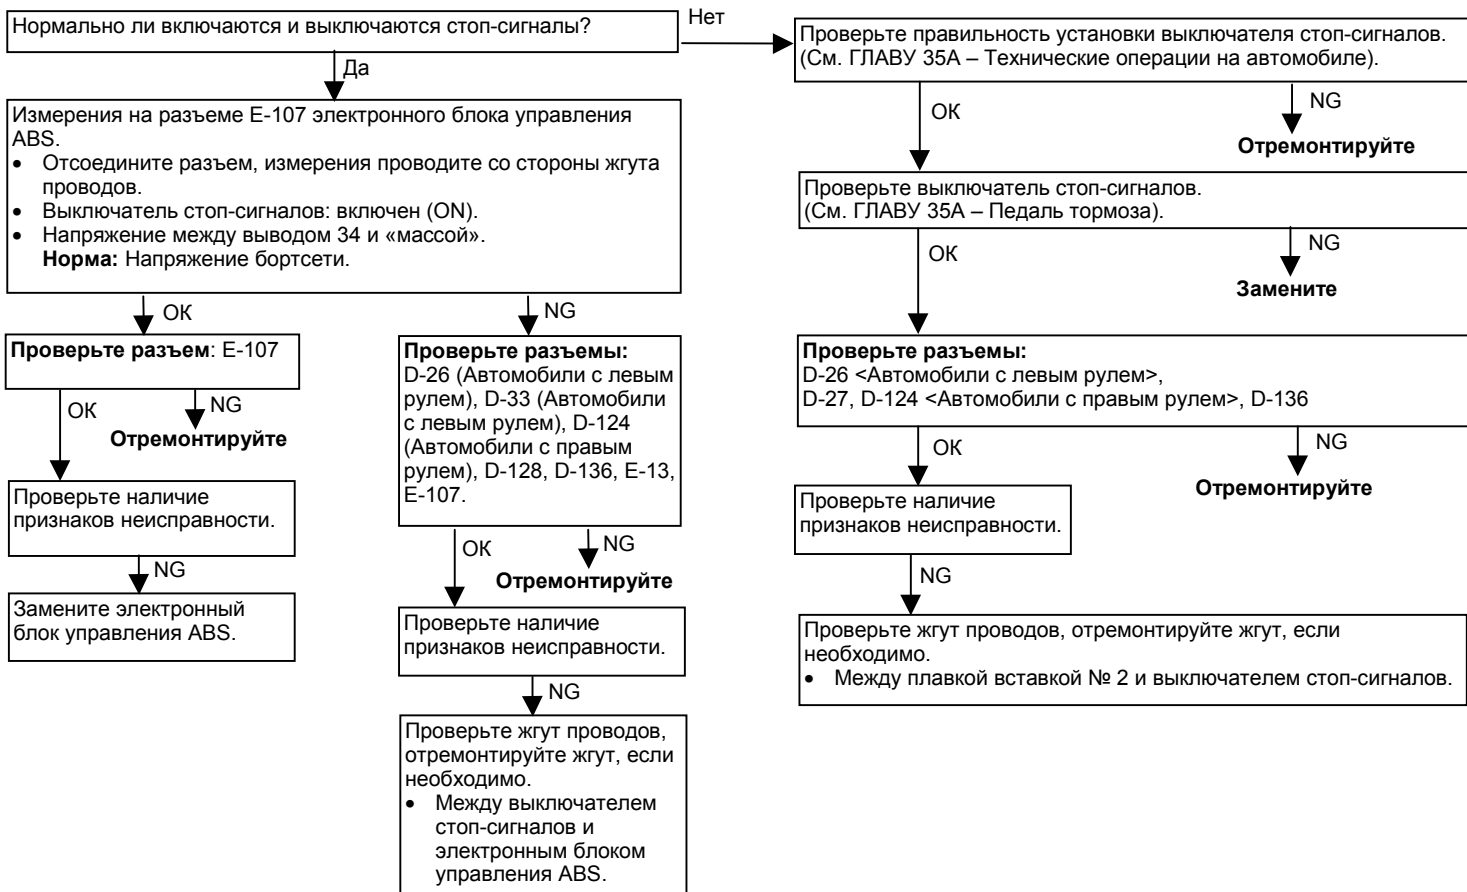 Нормально ли включаются и выключаются стоп-сигналы?
Нет
Да
Измерения на разъеме E-107 электронного блока управления
ABS.
• Отсоедините разъем, измерения проводите со стороны жгута
проводов.
• Выключатель стоп-сигналов: включен (ON).
• Напряжение между выводом 34 и «массой».
Норма: Напряжение бортсети.
OK
NG
Проверьте разъем: E-107
OK
NG
Отремонтируйте
Проверьте наличие
признаков неисправности.
NG
Замените электронный
блок управления ABS.
Проверьте разъемы:
D-26 (Автомобили с левым
рулем), D-33 (Автомобили
с левым рулем), D-124
(Автомобили с правым
рулем), D-128, D-136, E-13,
E-107.
OK
NG
Отремонтируйте
Проверьте наличие
признаков неисправности.
NG
Проверьте жгут проводов,
отремонтируйте жгут, если
необходимо.
• Между выключателем
стоп-сигналов и
электронным блоком
управления ABS.
Проверьте правильность установки выключателя стоп-сигналов.
(См. ГЛАВУ 35A – Технические операции на автомобиле).
OK
NG
Отремонтируйте
Проверьте выключатель стоп-сигналов.
(См. ГЛАВУ 35A – Педаль тормоза).
OK
NG
Замените
Проверьте разъемы:
D-26 <Автомобили с левым рулем>,
D-27, D-124 <Автомобили с правым рулем>, D-136
OK
NG
Отремонтируйте
Проверьте наличие
признаков неисправности.
NG
Проверьте жгут проводов, отремонтируйте жгут, если
необходимо.
• Между плавкой вставкой № 2 и выключателем стоп-сигналов.